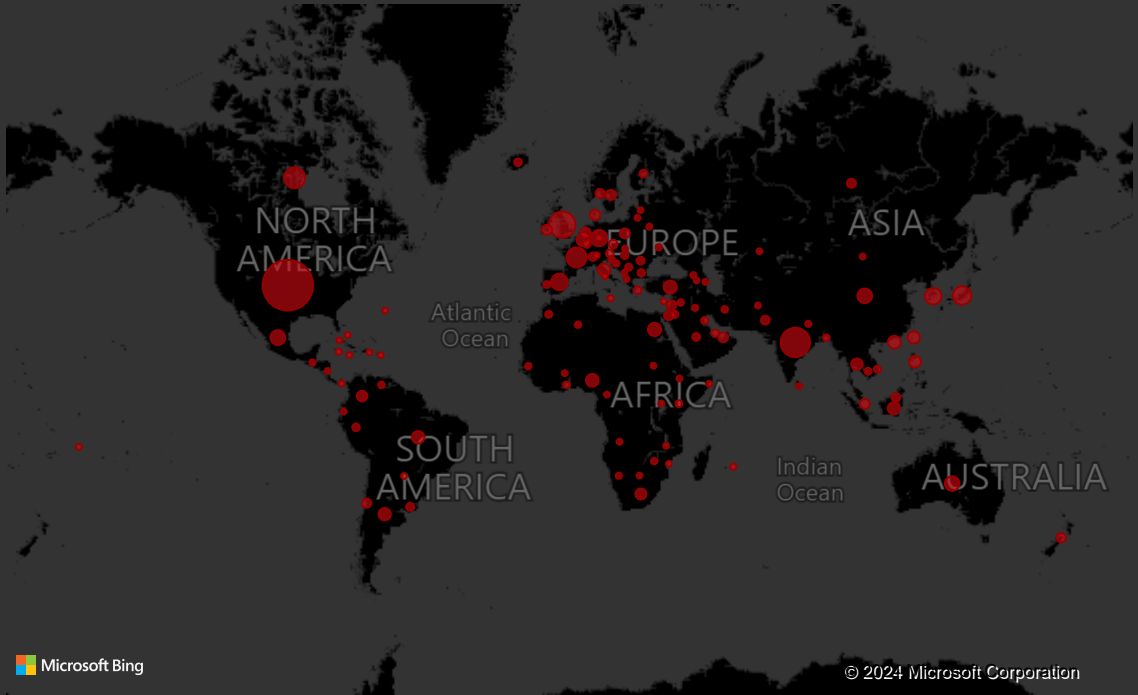 NORTH
AMERICA
EUROPE
ASIA
Atlantic
Ocean
AFRICA
SOUTH
AMERICA
Indian
Ocean
AUSTRALIA
Microsoft Bing
© 2024 Microsoft Corporation